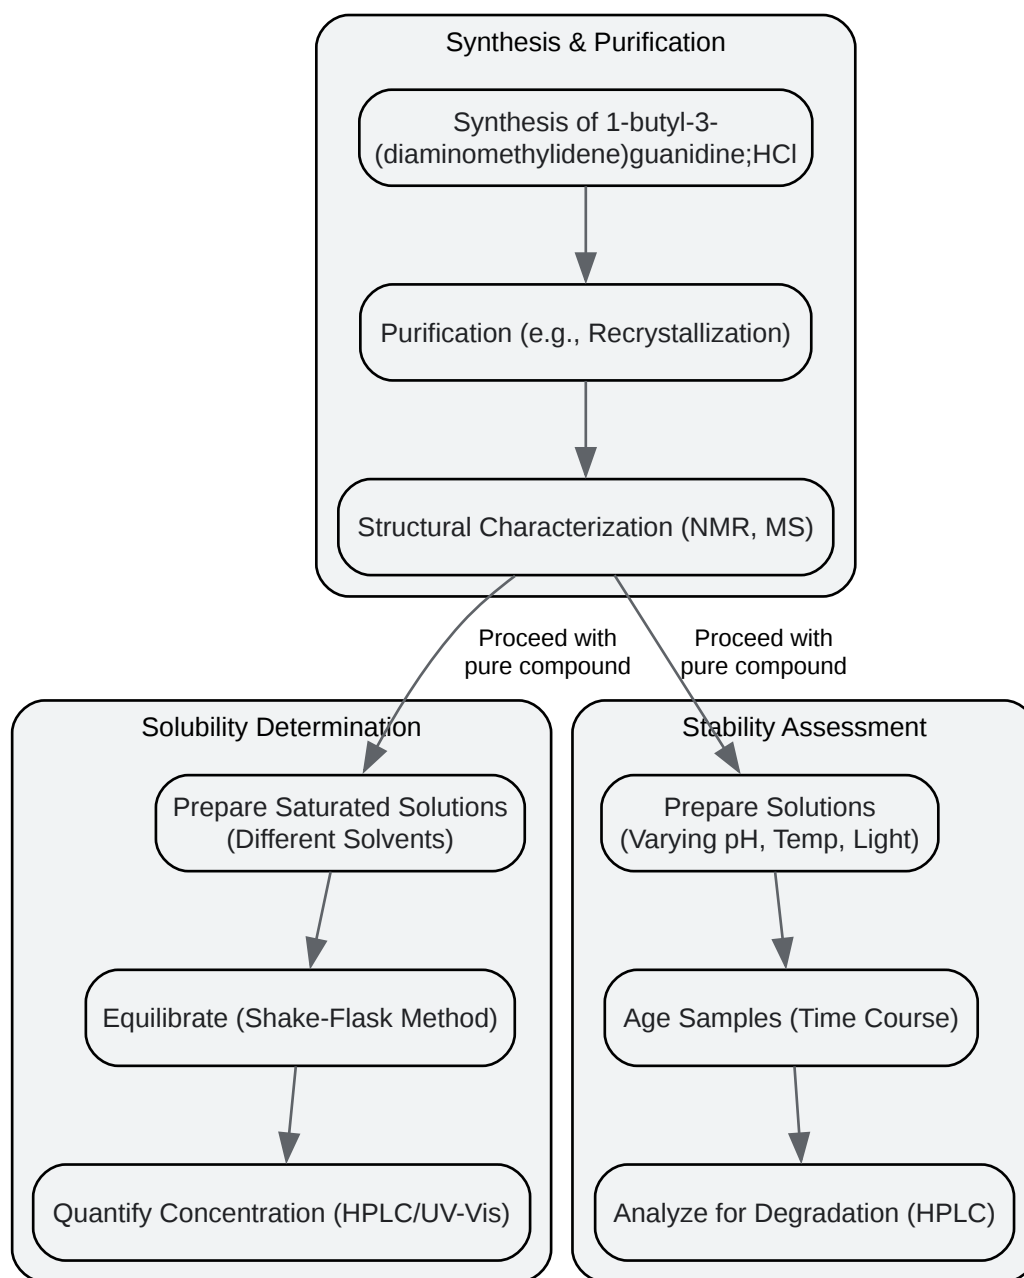 Synthesis & Purification
Synthesis of 1-butyl-3-
(diaminomethylidene)guanidine;HCl
Purification (e.g., Recrystallization)
Structural Characterization (NMR, MS)
Proceed with
pure compound
Proceed with
pure compound
Solubility Determination
Prepare Saturated Solutions
(Different Solvents)
Equilibrate (Shake-Flask Method)
Quantify Concentration (HPLC/UV-Vis)
Stability Assessment
Prepare Solutions
(Varying pH, Temp, Light)
Age Samples (Time Course)
Analyze for Degradation (HPLC)